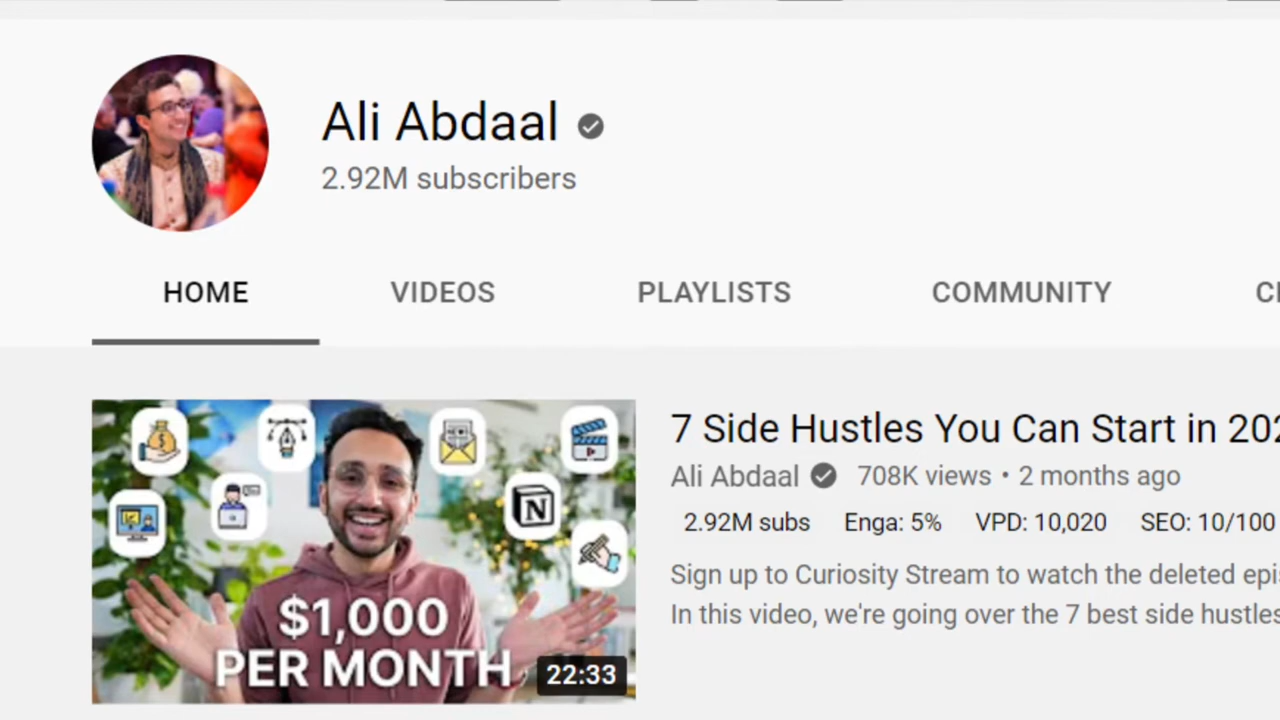 Ali Abdaal
2.92M subscribers
HOME VIDEOS PLAYLISTS COMMUNITY
7 Side Hustles You Can Start in
Ali Abdaal 708K views • 2 months ago
2.92M subs Enga: 5% VPD: 10,020 SEO: 10/100
Sign up to Curiosity Stream to watch the deleted
In this video, we're going over the 7 best side hustles
N
$1,000
PER MONTH
22:33